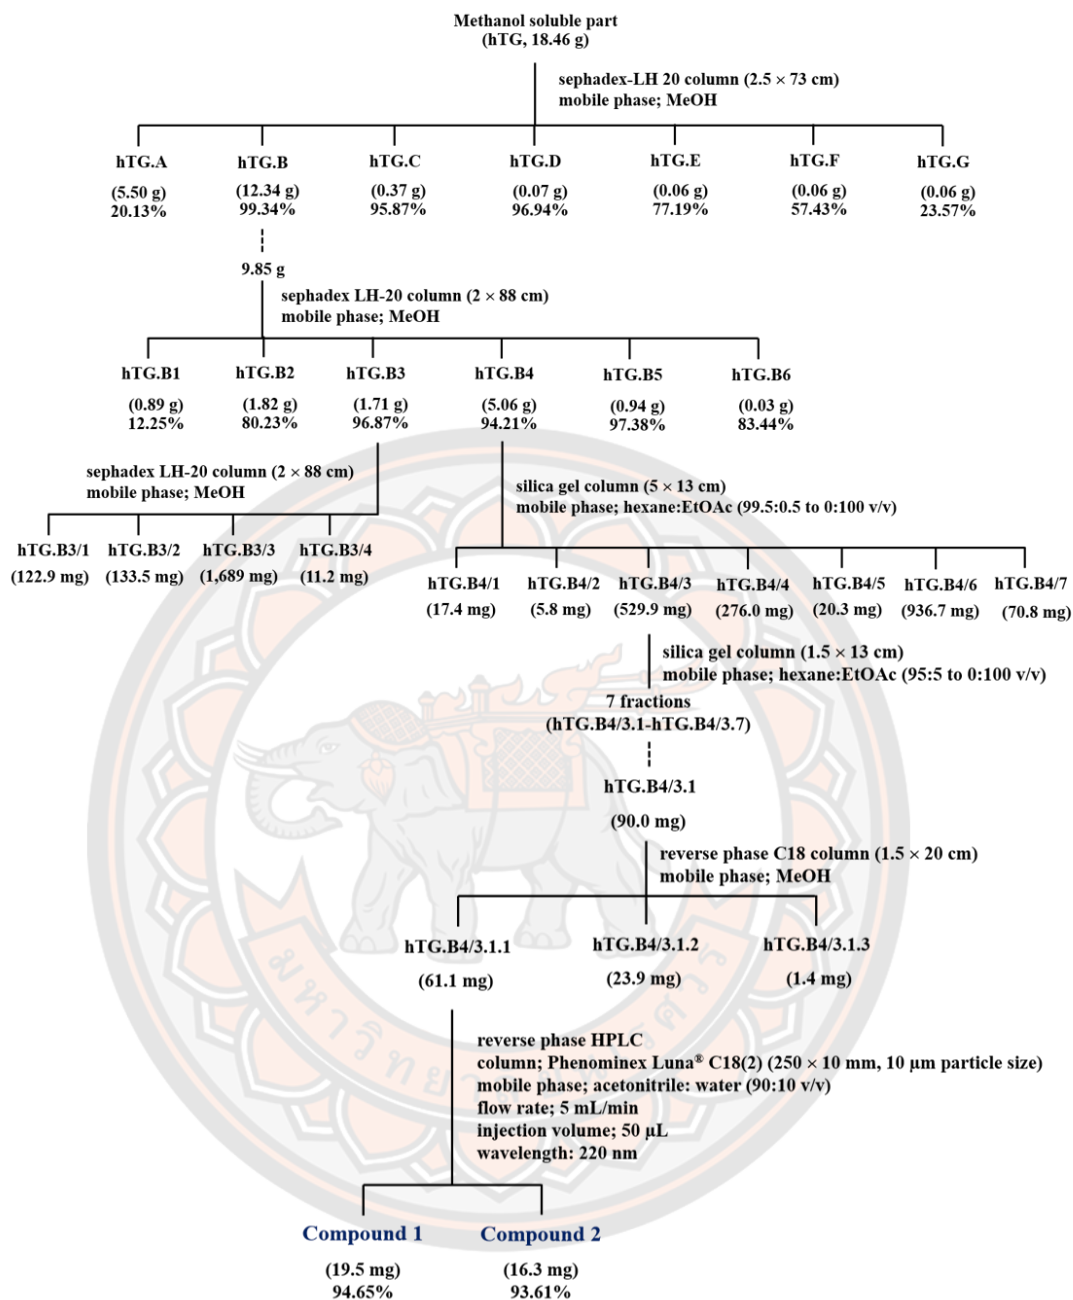 Methanol soluble part
(hTG, 18.46 g)
sephadex-LH 20 column (2.5 × 73 cm)
mobile phase; MeOH
hTG.A hTG.B hTG.C hTG.D hTG.E hTG.F hTG.G
(5.50 g) (12.34 g) (0.37 g) (0.07 g) (0.06 g) (0.06 g) (0.06 g)
20.13% 99.34% 95.87% 96.94% 77.19% 57.43% 23.57%
9.85 g
sephadex LH-20 column (2 × 88 cm)
mobile phase; MeOH
hTG.B1 hTG.B2 hTG.B3 hTG.B4 hTG.B5 hTG.B6
(0.89 g) (1.82 g) (1.71 g) (5.06 g) (0.94 g) (0.03 g)
12.25% 80.23% 96.87% 94.21% 97.38% 83.44%
sephadex LH-20 column (2 × 88 cm)
mobile phase; MeOH
silica gel column (5 × 13 cm)
mobile phase; hexane:EtOAc (99.5:0.5 to 0:100 v/v)
hTG.B3/1 hTG.B3/2 hTG.B3/3 hTG.B3/4
(122.9 mg) (133.5 mg) (1,689 mg) (11.2 mg)
hTG.B4/1 hTG.B4/2 hTG.B4/3 hTG.B4/4 hTG.B4/5 hTG.B4/6 hTG.B4/7
(17.4 mg) (5.8 mg) (529.9 mg) (276.0 mg) (20.3 mg) (936.7 mg) (70.8 mg)
silica gel column (1.5 × 13 cm)
mobile phase; hexane:EtOAc (95:5 to 0:100 v/v)
7 fractions
(hTG.B4/3.1-hTG.B4/3.7)
hTG.B4/3.1
(90.0 mg)
reverse phase C18 column (1.5 × 20 cm)
mobile phase; MeOH
hTG.B4/3.1.1 hTG.B4/3.1.2 hTG.B4/3.1.3
(61.1 mg) (23.9 mg) (1.4 mg)
reverse phase HPLC
column; Phenominex Luna® C18(2) (250 × 10 mm, 10 µm particle size)
mobile phase; acetonitrile: water (90:10 v/v)
flow rate; 5 mL/min
injection volume; 50 µL
wavelength: 220 nm
Compound 1 Compound 2
(19.5 mg) (16.3 mg)
94.65% 93.61%